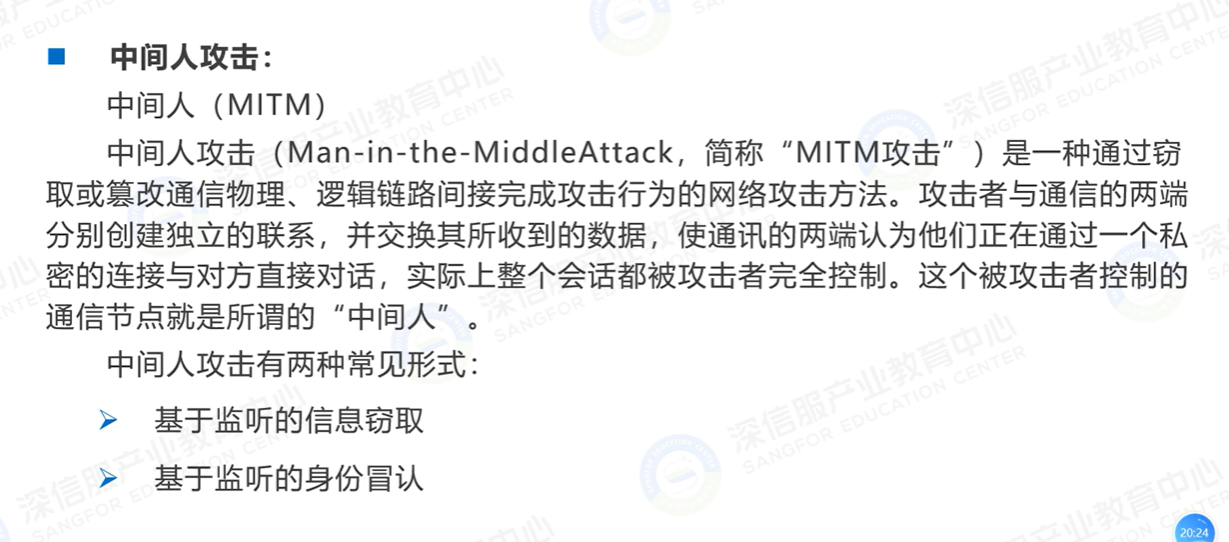 中间人攻击：
中间人（MITM）
中间人攻击（Man-in-the-MiddleAttack，简称“MITM攻击”）是一种通过窃
取或篡改通信物理、逻辑链路间接完成攻击行为的网络攻击方法。攻击者与通信的两端
分别创建独立的联系，并交换其所收到的数据，使通讯的两端认为他们正在通过一个私
密的连接与对方直接对话，实际上整个会话都被攻击者完全控制。这个被攻击者控制的
通信节点就是所谓的“中间人”。
中间人攻击有两种常见形式：
基于监听的信息窃取
基于监听的身份冒认
深信服产业教育中心
SANGFOR EDUCATION CENTER
20:24